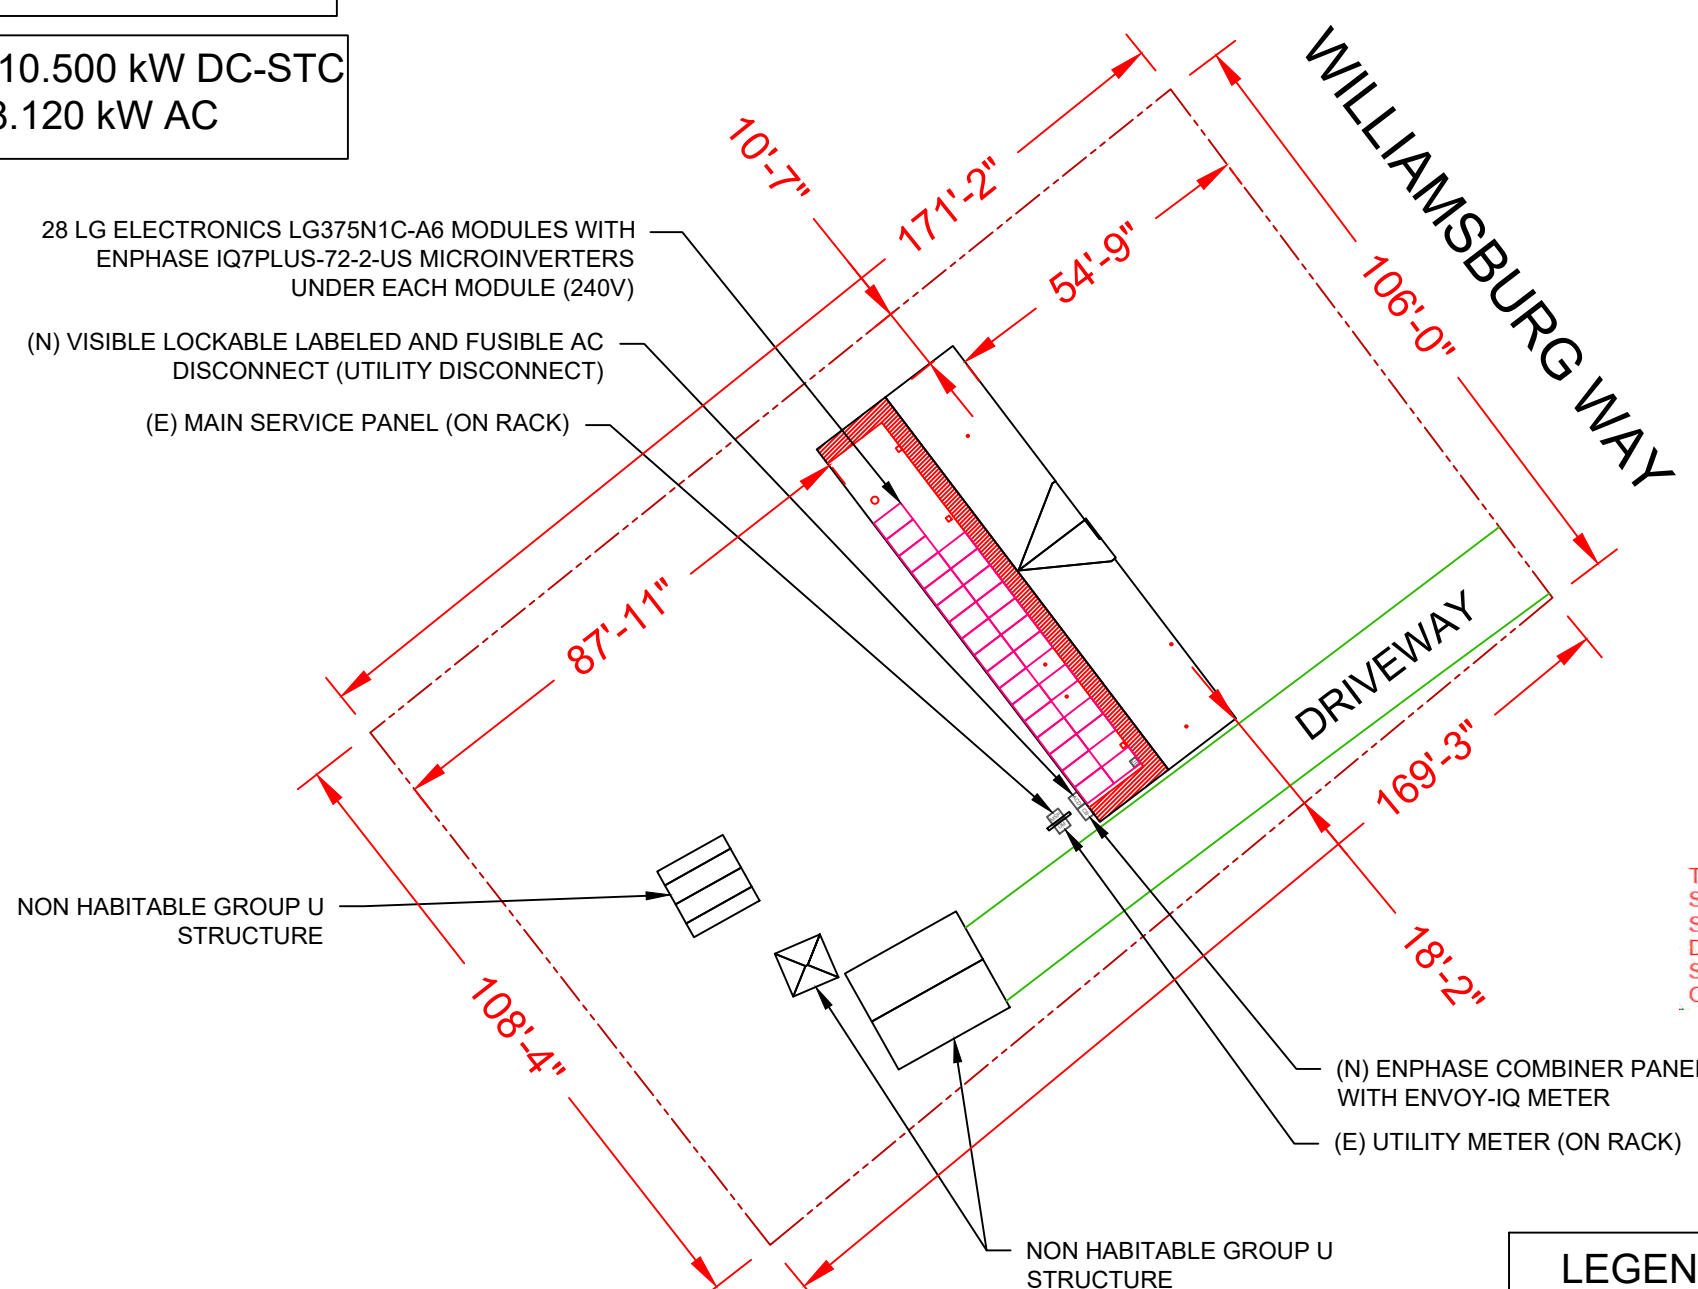 10.500 kW DC-STC
3.120 kW AC
WILLIAMSBURG WAY
10'-7"
171'-2"
54'-9"
106'-0"
28 LG ELECTRONICS LG375N1C-A6 MODULES WITH
ENPHASE IQ7PLUS-72-2-US MICROINVERTERS
UNDER EACH MODULE (240V)
(N) VISIBLE LOCKABLE LABELED AND FUSIBLE AC
DISCONNECT (UTILITY DISCONNECT)
(E) MAIN SERVICE PANEL (ON RACK)
87'-11"
DRIVEWAY
169'-3"
NON HABITABLE GROUP U
STRUCTURE
18'-2"
108'-4"
(N) ENPHASE COMBINER PANEL
WITH ENVOY-IQ METER
(E) UTILITY METER (ON RACK)
NON HABITABLE GROUP U
STRUCTURE
LEGEN